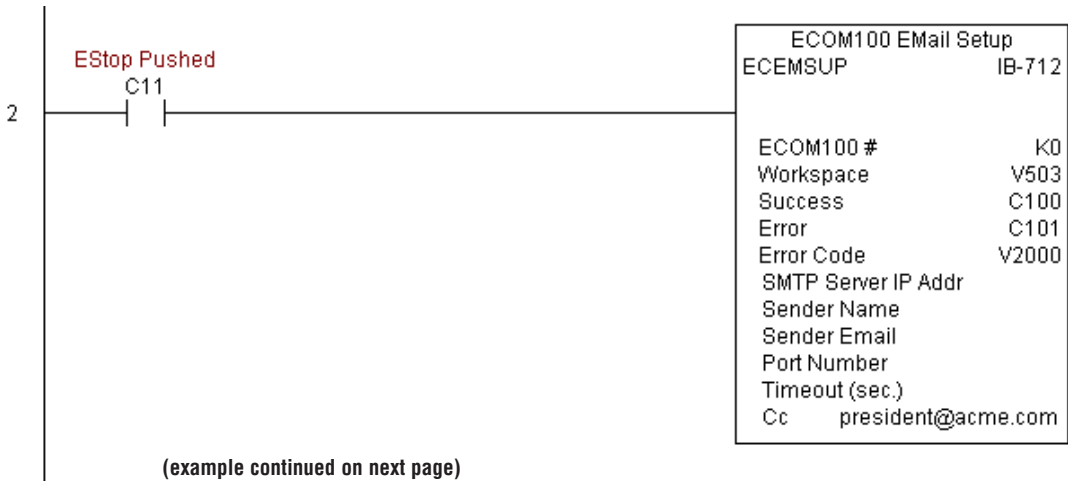 EStop Pushed
C11
2
ECOM100 EMail Setup
ECEMSUP IB-712
ECOM100 # K0
Workspace V503
Success C100
Error C101
Error Code V2000
SMTP Server IP Addr
Sender Name
Sender Email
Port Number
Timeout (sec.)
Cc president@acme.com
(example continued on next page)